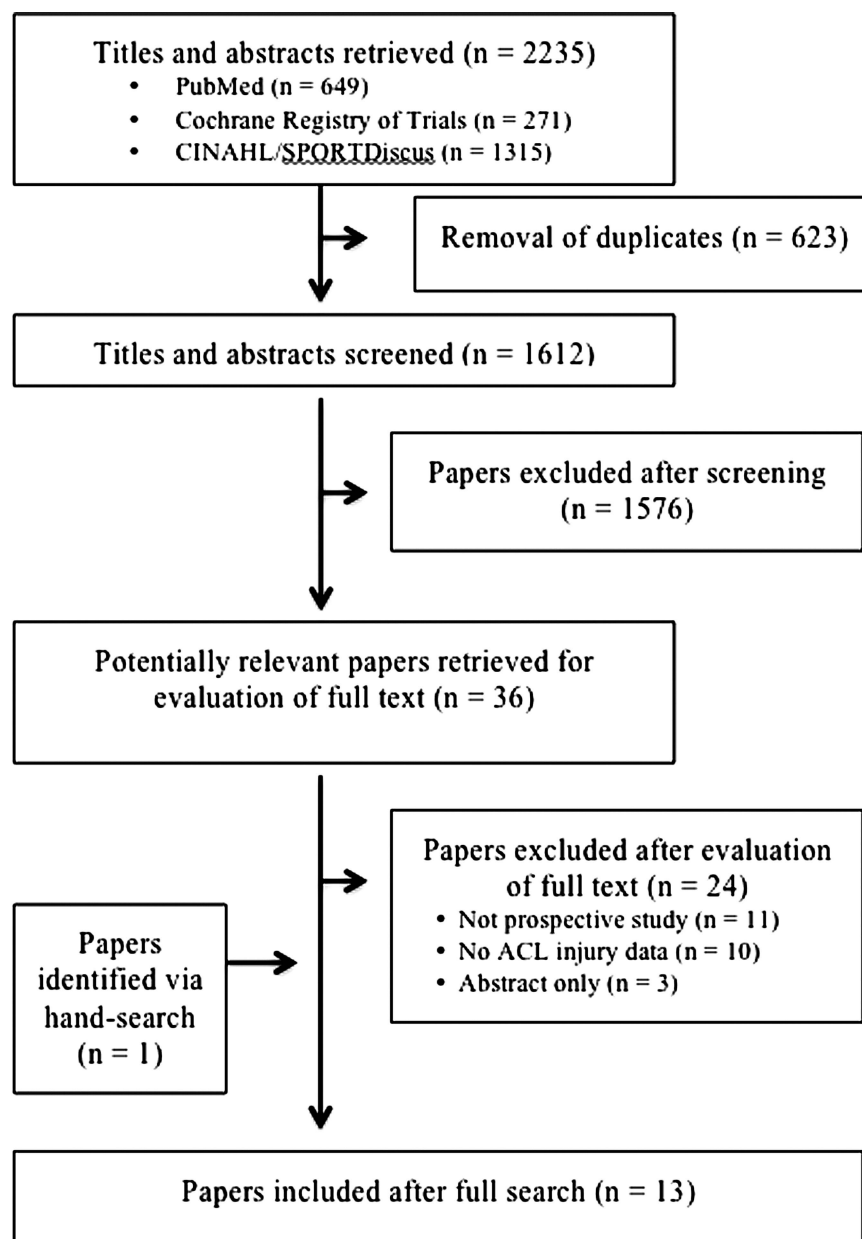 Titles and abstracts retrieved (n = 2235)
• PubMed (n = 649)
• Cochrane Registry of Trials (n = 271)
• CINAHL/SPORTDiscus (n = 1315)
Removal of duplicates (n = 623)
Titles and abstracts screened (n = 1612)
Papers excluded after screening
(n = 1576)
Potentially relevant papers retrieved for
evaluation of full text (n = 36)
Papers excluded after evaluation
of full text (n = 24)
• Not prospective study (n = 11)
• No ACL injury data (n = 10)
• Abstract only (n = 3)
Papers
identified via
hand-search
(n = 1)
Papers included after full search (n = 13)